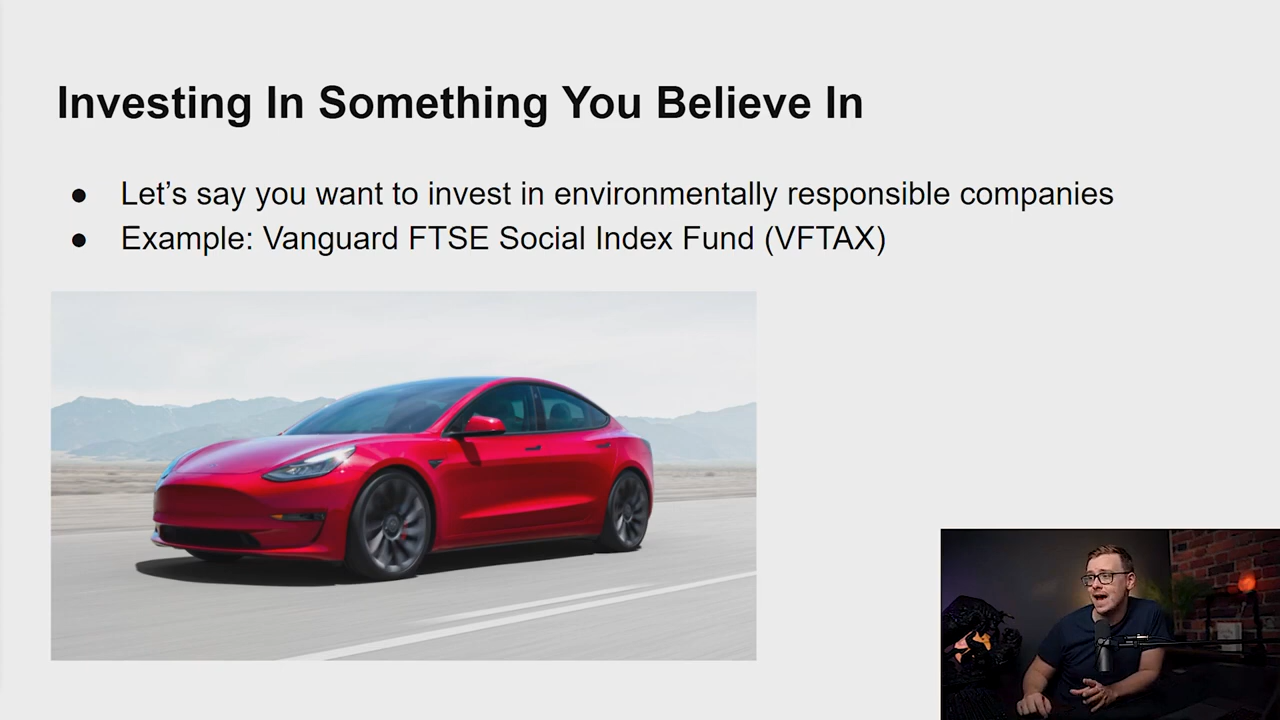 Investing In Something You Believe In
● Let’s say you want to invest in environmentally responsible companies
● Example: Vanguard FTSE Social Index Fund (VFTAX)